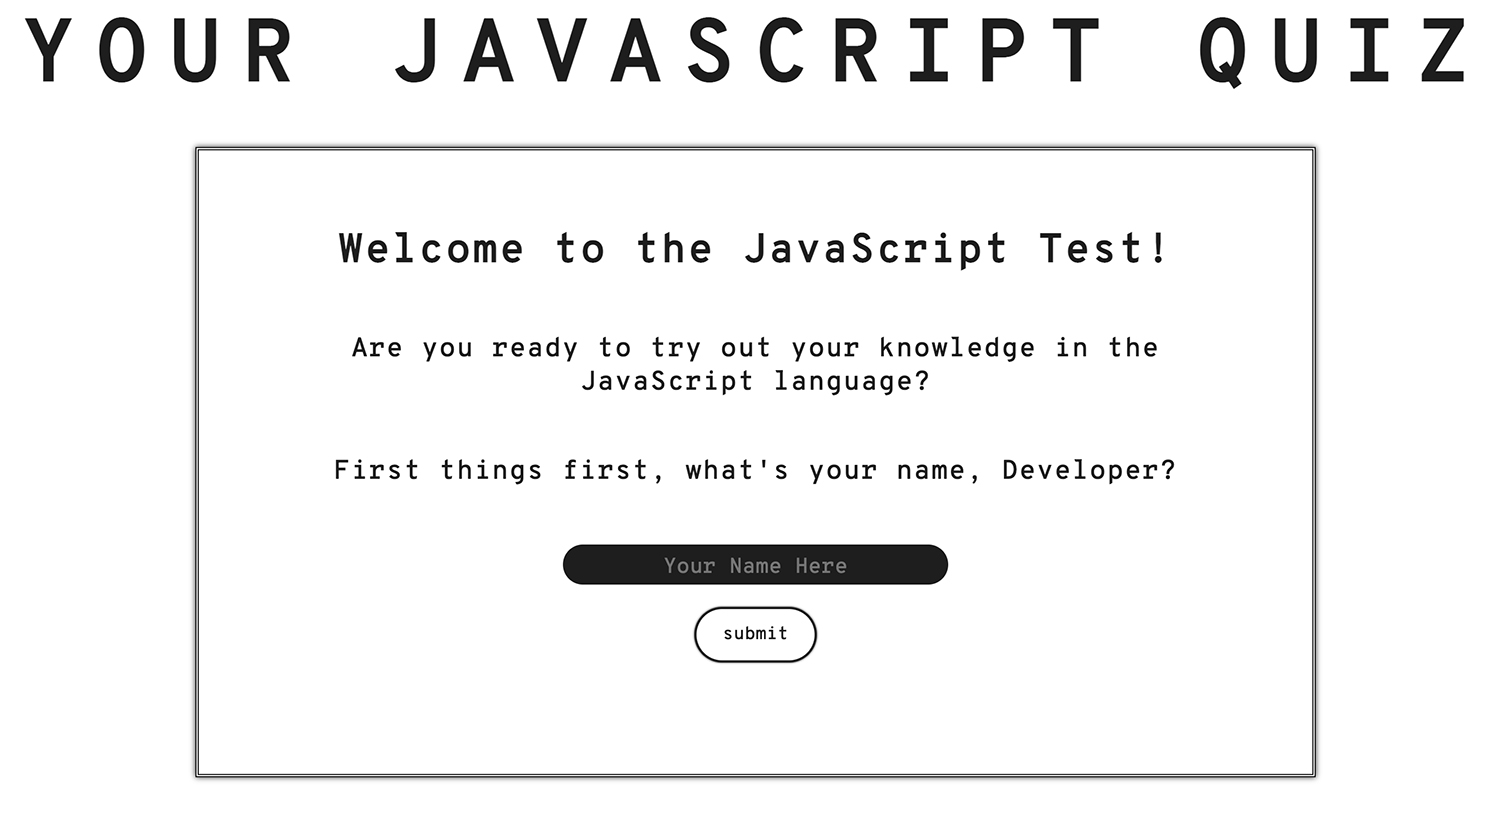 YOUR JAVASCRIPT QUIZ
Welcome to the JavaScript Test!
Are you ready to try out your knowledge in the
JavaScript language?
First things first, what's your name, Developer?
Your Name Here
submit